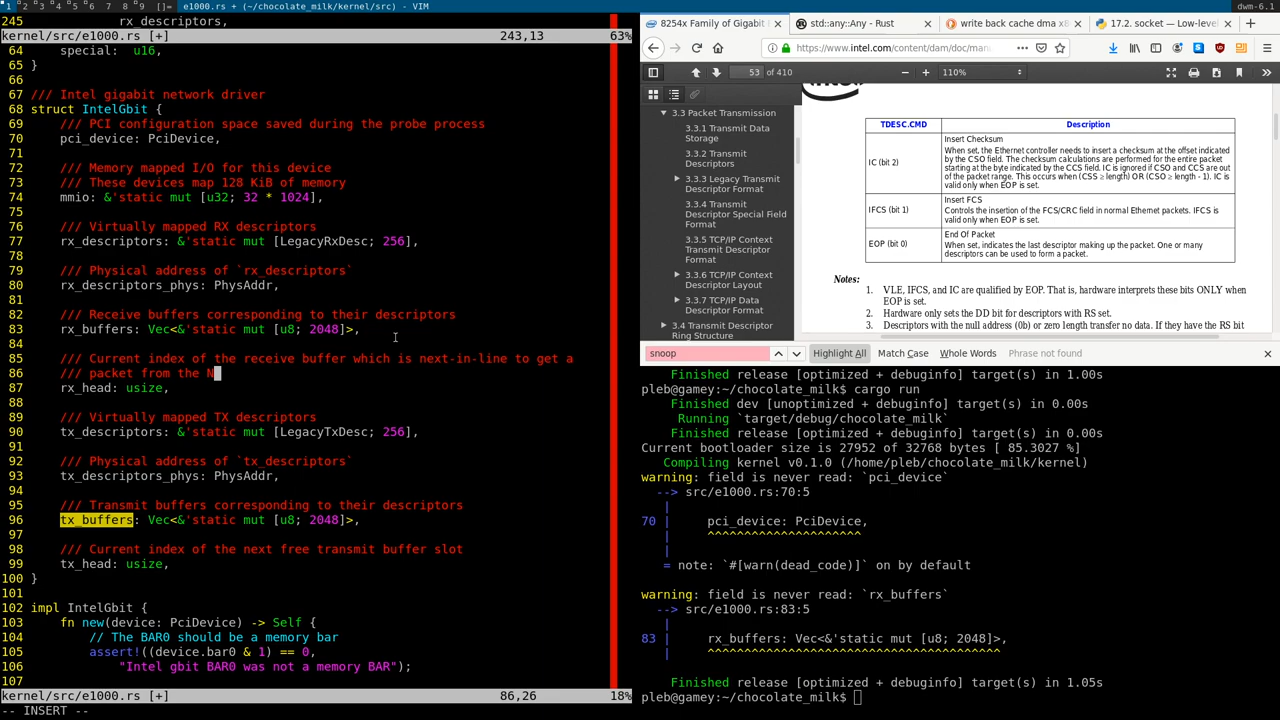 1 2 3 4 5 6 7 8 9 []= e1000.rs + (~/chocolate_milk/kernel/src) - VIM
dwm-6.1
245 rx_descriptors,
kernel/src/e1000.rs [+] 243,13 63%
64 special: u16,
65 }
66
67 /// Intel gigabit network driver
68 struct IntelGbit {
69 /// PCI configuration space saved during the probe process
70 pci_device: PciDevice,
71
72 /// Memory mapped I/O for this device
73 /// These devices map 128 KiB of memory
74 mmio: &'static mut [u32; 32 * 1024],
75
76 /// Virtually mapped RX descriptors
77 rx_descriptors: &'static mut [LegacyRxDesc; 256],
78
79 /// Physical address of `rx_descriptors`
80 rx_descriptors_phys: PhysAddr,
81
82 /// Receive buffers corresponding to their descriptors
83 rx_buffers: Vec<&'static mut [u8; 2048]>,
84
85 /// Current index of the receive buffer which is next-in-line to get a
86 /// packet from the N
87 rx_head: usize,
88
89 /// Virtually mapped TX descriptors
90 tx_descriptors: &'static mut [LegacyTxDesc; 256],
91
92 /// Physical address of `tx_descriptors`
93 tx_descriptors_phys: PhysAddr,
94
95 /// Transmit buffers corresponding to their descriptors
96 tx_buffers: Vec<&'static mut [u8; 2048]>,
97
98 /// Current index of the next free transmit buffer slot
99 tx_head: usize,
100 }
101
102 impl IntelGbit {
103 fn new(device: PciDevice) -> Self {
104 // The BAR0 should be a memory bar
105 assert!((device.bar0 & 1) == 0,
106 "Intel gbit BAR0 was not a memory BAR");
107
kernel/src/e1000.rs [+] 86,26 18%
-- INSERT --
8254x Family of Gigabit
std::any::Any - Rust
write back cache dma x8
17.2. socket — Low-level
https://www.intel.com/content/dam/doc/man
53 of 410
110%
3.3 Packet Transmission
3.3.1 Transmit Data
Storage
3.3.2 Transmit
Descriptors
3.3.3 Legacy Transmit
Descriptor Format
3.3.4 Transmit
Descriptor Special Field
Format
3.3.5 TCP/IP Context
Transmit Descriptor
Format
3.3.6 TCP/IP Context
Descriptor Layout
3.3.7 TCP/IP Data
3.4 Transmit Descriptor
Ring Structure
TDESC.CMD Description
IC (bit 2)
Insert Checksum
When set, the Ethernet controller needs to insert a checksum at the offset indicated
by the CSO field. The checksum calculations are performed for the entire packet
starting at the byte indicated by the CCS field. IC is ignored if CSO and CCS are out
of the packet range. This occurs when (CSS ≥ length) OR (CSO ≥ length - 1). IC is
valid only when EOP is set.
IFCS (bit 1)
Insert FCS
Controls the insertion of the FCS/CRC field in normal Ethernet packets. IFCS is
valid only when EOP is set.
EOP (bit 0)
End Of Packet
When set, indicates the last descriptor making up the packet. One or many
descriptors can be used to form a packet.
Notes:
1. VLE, IFCS, and IC are qualified by EOP. That is, hardware interprets these bits ONLY when
EOP is set.
2. Hardware only sets the DD bit for descriptors with RS set.
3. Descriptors with the null address (0b) or zero length transfer no data. If they have the RS bit
snoop Highlight All Match Case Whole Words Phrase not found
Finished release [optimized + debuginfo] target(s) in 1.00s
pleb@gamey:~/chocolate_milk$ cargo run
Finished dev [unoptimized + debuginfo] target(s) in 0.00s
Running `target/debug/chocolate_milk`
Finished release [optimized + debuginfo] target(s) in 0.00s
Current bootloader size is 27952 of 32768 bytes [ 85.3027 %]
Compiling kernel v0.1.0 (/home/pleb/chocolate_milk/kernel)
warning: field is never read: `pci_device`
--> src/e1000.rs:70:5
|
70 | pci_device: PciDevice,
| ^^^^^^^^^^^^^^^^^^^^^
|
= note: `#[warn(dead_code)]` on by default
warning: field is never read: `rx_buffers`
--> src/e1000.rs:83:5
|
83 | rx_buffers: Vec<&'static mut [u8; 2048]>,
| ^^^^^^^^^^^^^^^^^^^^^^^^^^^^^^^^^^^^^^^^
Finished release [optimized + debuginfo] target(s) in 1.05s
pleb@gamey:~/chocolate_milk$